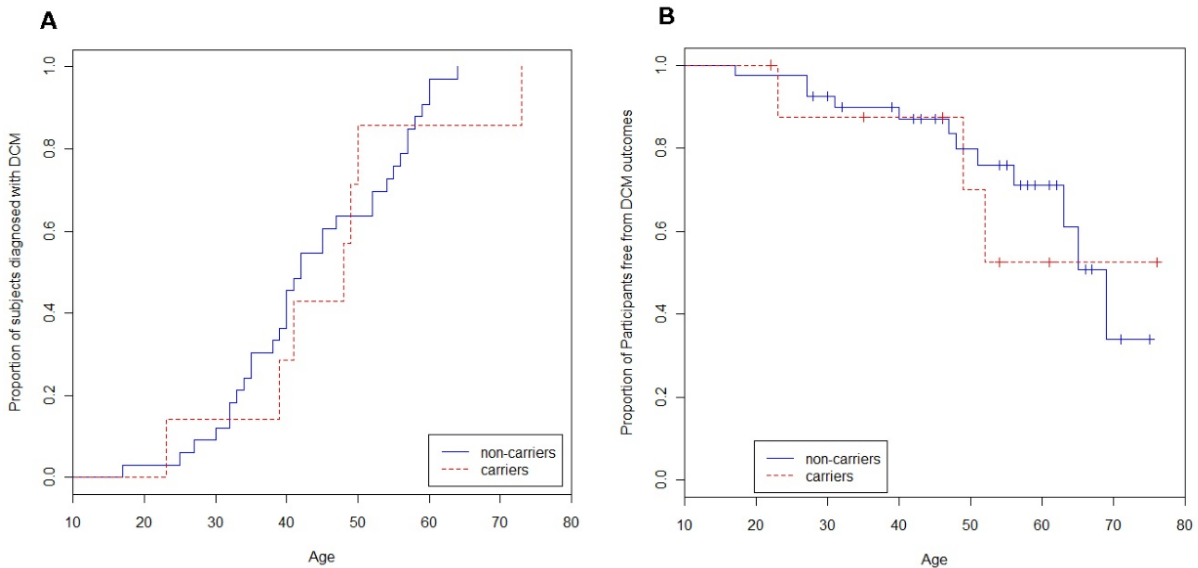 A
Proportion of subjects diagnosed with DCM
1.0
0.8
0.6
0.4
0.2
0.0
non-carriers
carriers
10 20 30 40 50 60 70 80
Age
B
Proportion of Participants free from DCM outcomes
1.0
0.8
0.6
0.4
0.2
0.0
non-carriers
carriers
10 20 30 40 50 60 70 80
Age